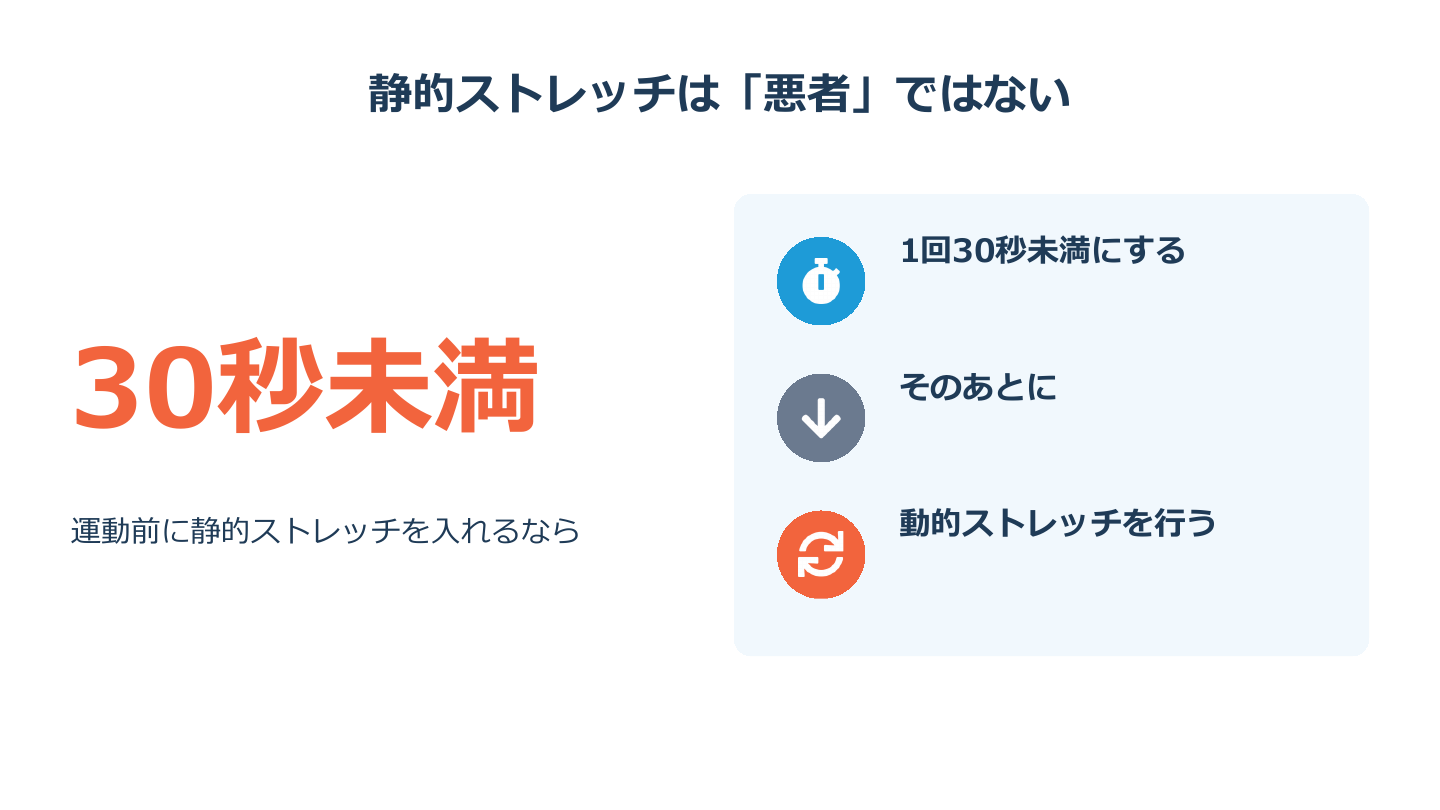 静的ストレッチは「悪者」ではない
30秒未満
運動前に静的ストレッチを入れるなら
1回30秒未満にする
そのあとに
動的ストレッチを行う